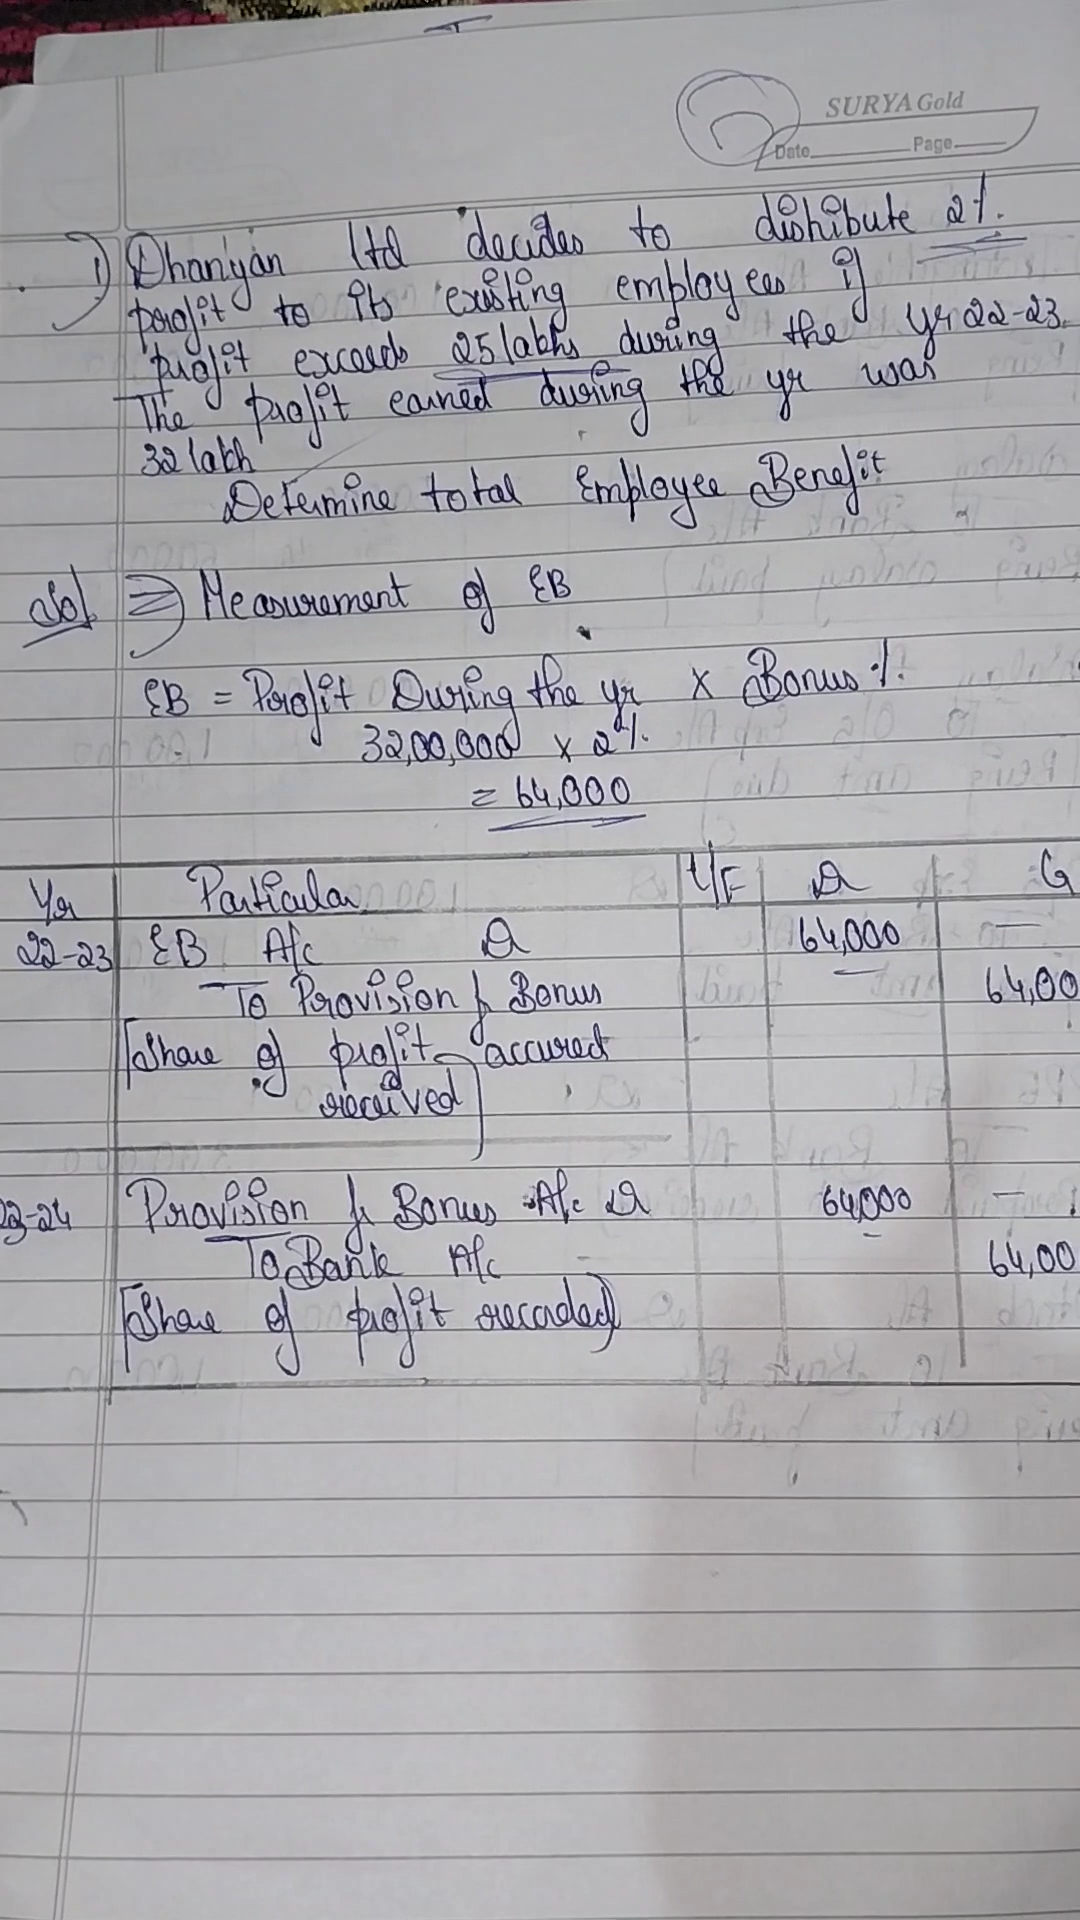 SURYA Gold
Date Page
1) Dhanyan ltd decides to distribute 2%.
profit to its existing employees if
profit exceeds 25 lakhs during the yr 22-23.
The profit earned during the yr was
32 lakh
Determine total Employee Benefit
Sol ⇒ Measurement of EB
EB = Profit During the yr x Bonus %.
32,00,000 x 2%.
= 64,000
Yr Particular L/F Dr Cr
22-23 EB A/c Dr 64,000 —
To Provision fr Bonus 64,00
[Share of profit accured
received]
23-24 Provision fr Bonus A/c Dr 64,000 —
To Bank A/c 64,00
[Share of profit recorded]